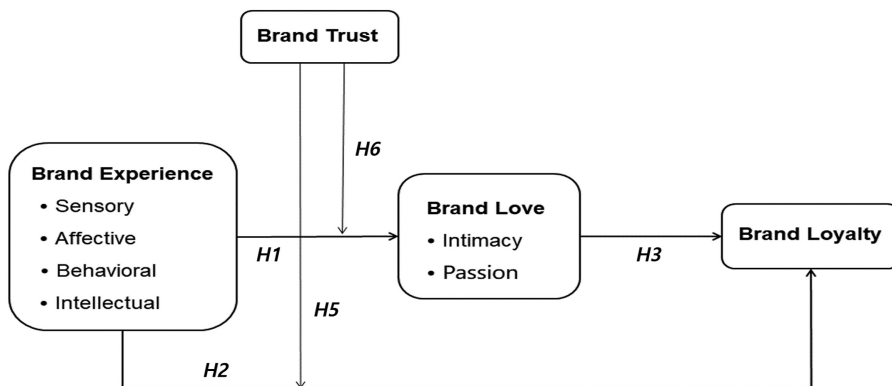 Brand Trust
H6
Brand Experience
• Sensory
• Affective
• Behavioral
• Intellectual
H1
Brand Love
• Intimacy
• Passion
H3
Brand Loyalty
H5
H2